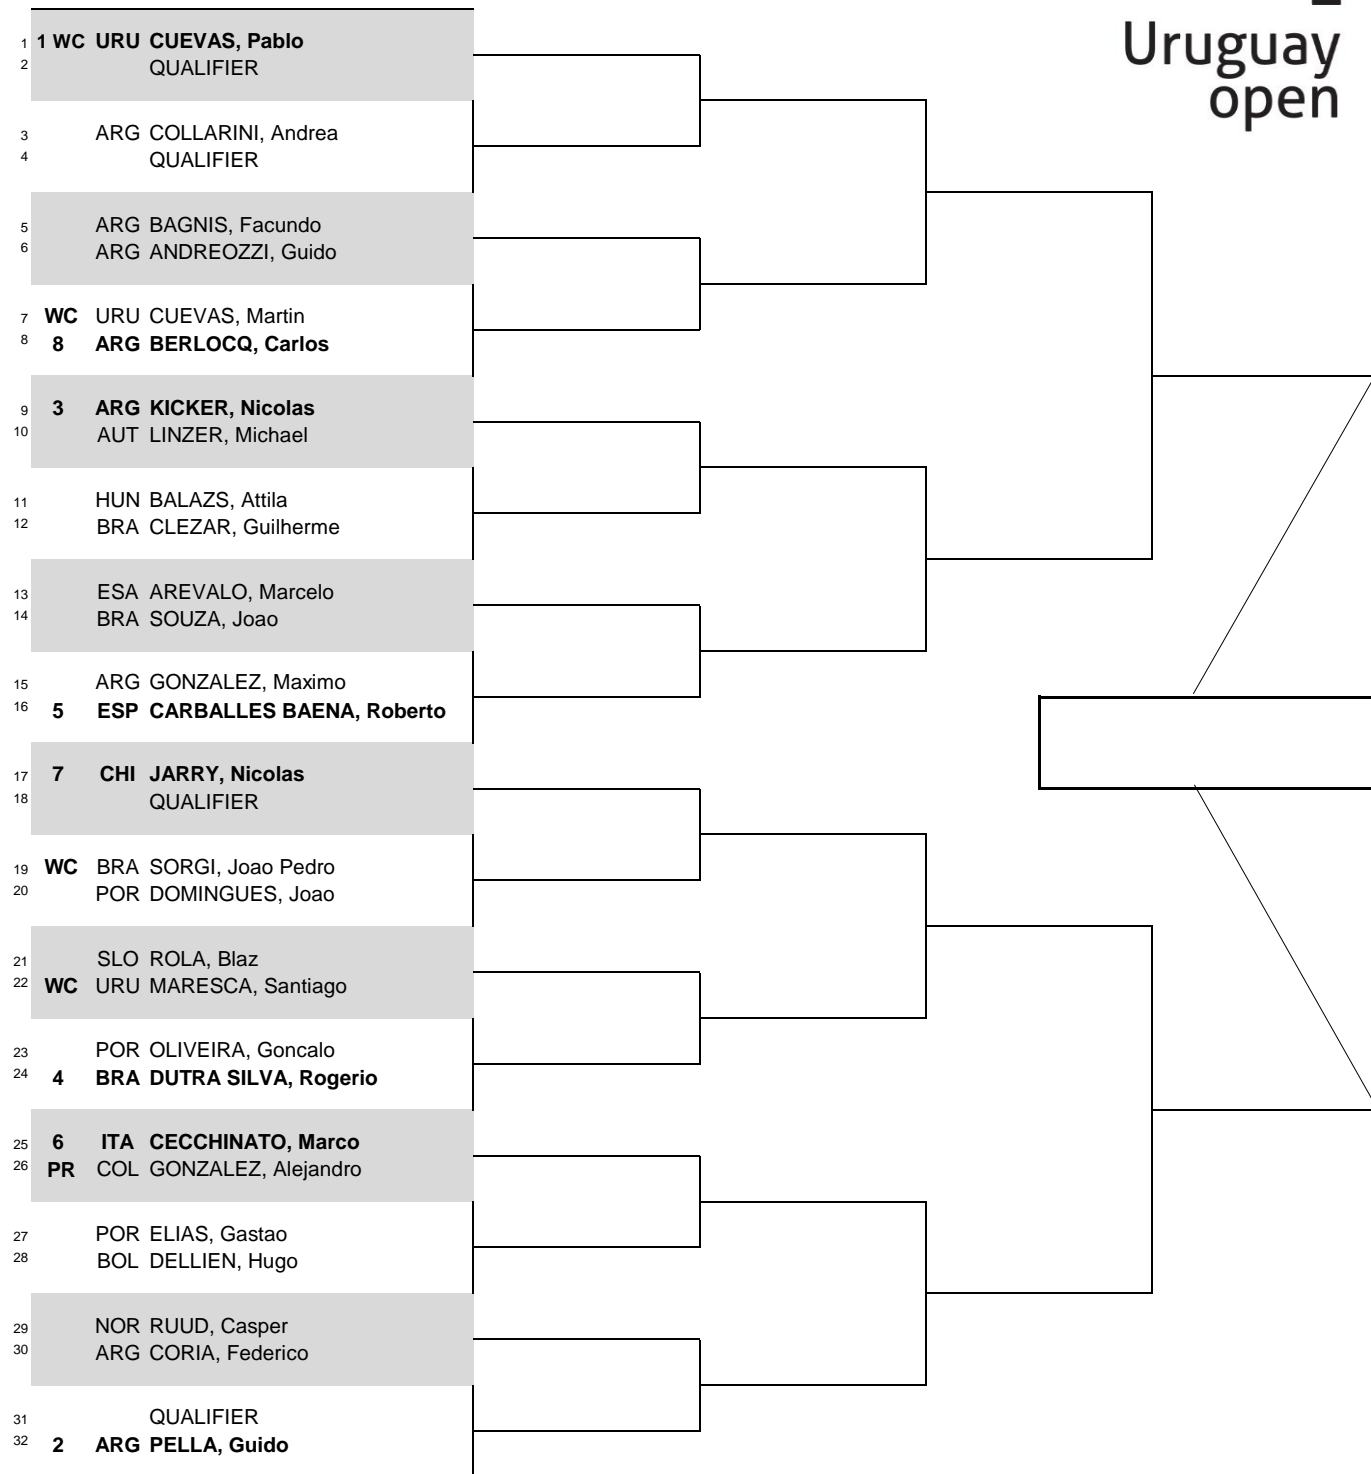 Uruguay
open
1 1 WC URU CUEVAS, Pablo
2 QUALIFIER
3 ARG COLLARINI, Andrea
4 QUALIFIER
5 ARG BAGNIS, Facundo
6 ARG ANDREOZZI, Guido
7 WC URU CUEVAS, Martin
8 8 ARG BERLOCQ, Carlos
9 3 ARG KICKER, Nicolas
10 AUT LINZER, Michael
11 HUN BALAZS, Attila
12 BRA CLEZAR, Guilherme
13 ESA AREVALO, Marcelo
14 BRA SOUZA, Joao
15 ARG GONZALEZ, Maximo
16 5 ESP CARBALLES BAENA, Roberto
17 7 CHI JARRY, Nicolas
18 QUALIFIER
19 WC BRA SORGI, Joao Pedro
20 POR DOMINGUES, Joao
21 SLO ROLA, Blaz
22 WC URU MARESCA, Santiago
23 POR OLIVEIRA, Goncalo
24 4 BRA DUTRA SILVA, Rogerio
25 6 ITA CECCHINATO, Marco
26 PR COL GONZALEZ, Alejandro
27 POR ELIAS, Gastao
28 BOL DELLIEN, Hugo
29 NOR RUUD, Casper
30 ARG CORIA, Federico
31 QUALIFIER
32 2 ARG PELLA, Guido